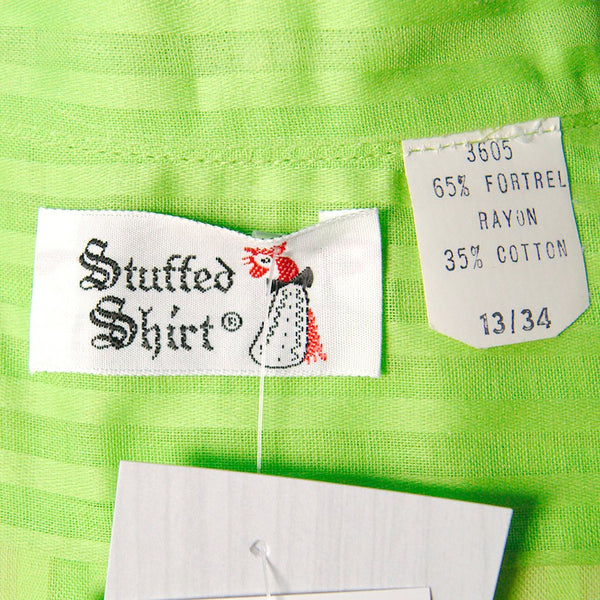 Stuffed
Shirt®
3605
65% FORTREL
RAYON
35% COTTON
13/34